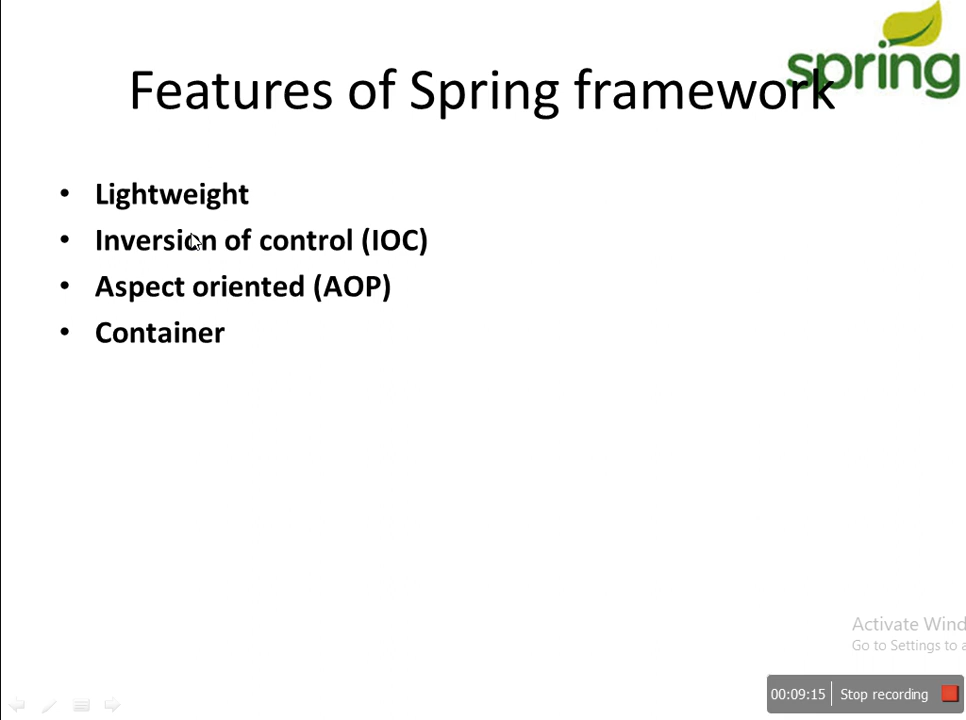 spring
Features of Spring framework
• Lightweight
• Inversion of control (IOC)
• Aspect oriented (AOP)
• Container
Activate Wind
Go to Settings to a
00:09:15 Stop recording